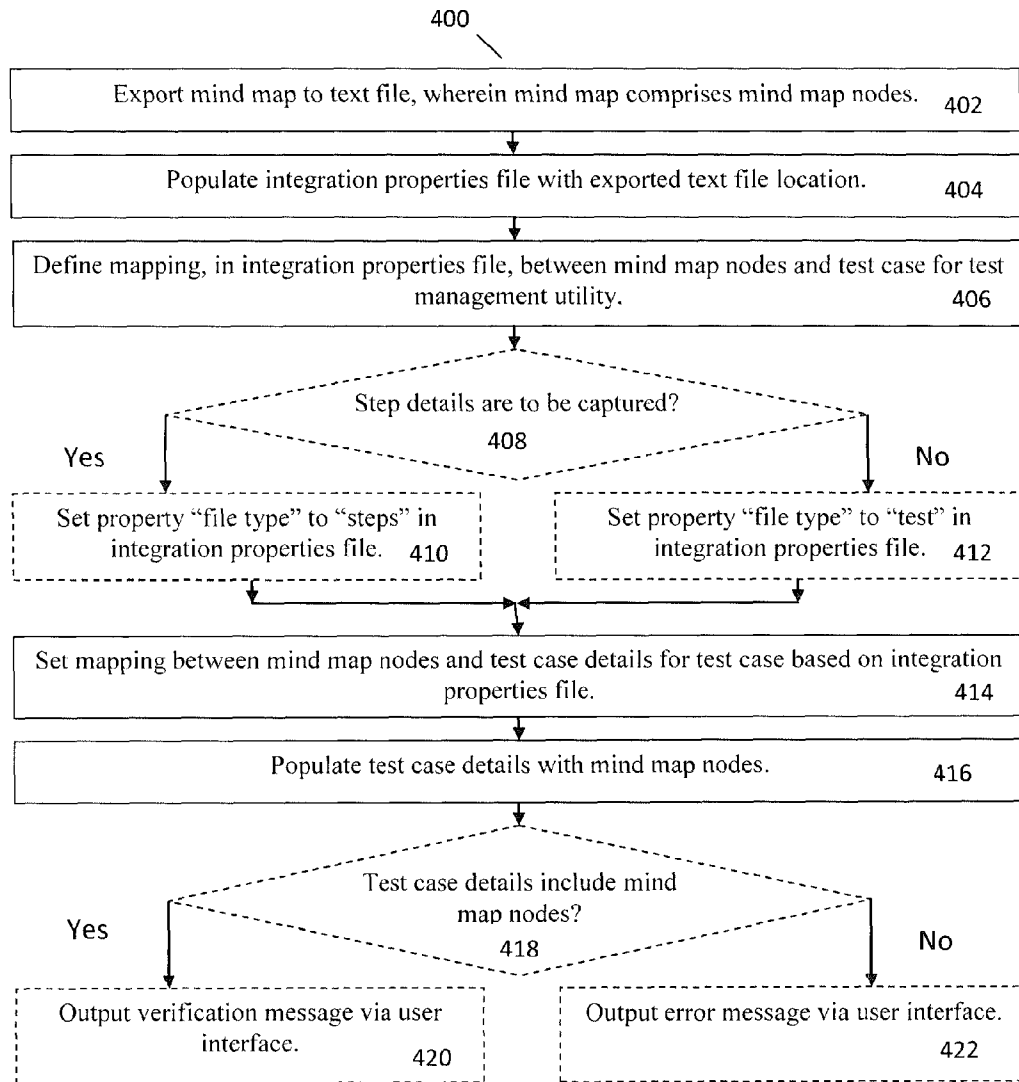 400
Export mind map to text file, wherein mind map comprises mind map nodes. 402
Populate integration properties file with exported text file location. 404
Define mapping, in integration properties file, between mind map nodes and test case for test
management utility. 406
Step details are to be captured?
408
Yes
No
Set property “file type” to “steps” in
integration properties file. 410
Set property “file type” to “test” in
integration properties file. 412
Set mapping between mind map nodes and test case details for test case based on integration
properties file. 414
Populate test case details with mind map nodes. 416
Test case details include mind
map nodes?
418
Yes
No
Output verification message via user
interface. 420
Output error message via user interface.
422